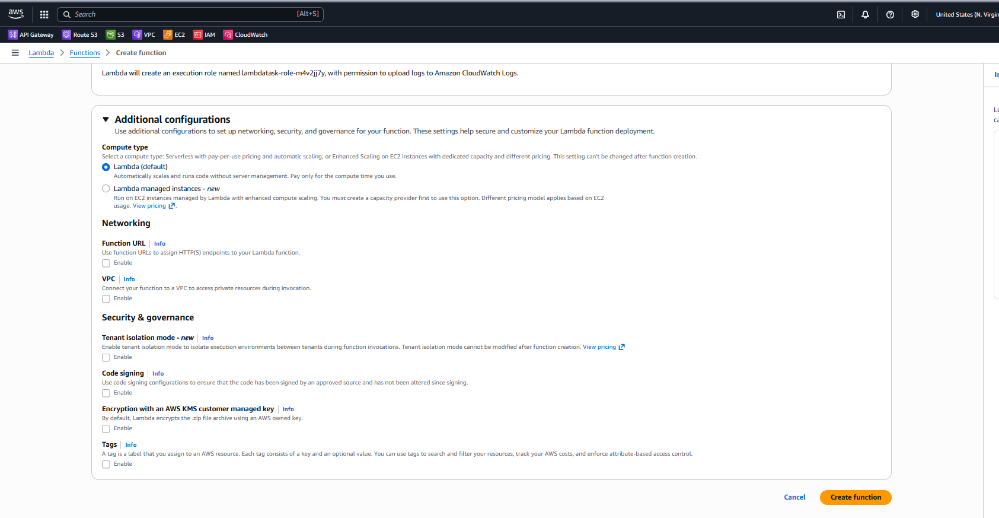 aws
Search
[Alt+S]
United States (N. Virgin
API Gateway
Route 53
S3
VPC
EC2
IAM
CloudWatch
Lambda
Functions
Create function
Lambda will create an execution role named lambdatask-role-m4v2jj7y, with permission to upload logs to Amazon CloudWatch Logs.
Additional configurations
Use additional configurations to set up networking, security, and governance for your function. These settings help secure and customize your Lambda function deployment.
Compute type
Select a compute type: Serverless with pay-per-use pricing and automatic scaling, or Enhanced Scaling on EC2 instances with dedicated capacity and different pricing. This setting can't be changed after function creation.
Lambda (default)
Automatically scales and runs code without server management. Pay only for the compute time you use.
Lambda managed instances - new
Run on EC2 instances managed by Lambda with enhanced compute scaling. You must create a capacity provider first to use this option. Different pricing model applies based on EC2
usage. View pricing .
Networking
Function URL Info
Use function URLs to assign HTTP(S) endpoints to your Lambda function.
Enable
VPC Info
Connect your function to a VPC to access private resources during invocation.
Enable
Security & governance
Tenant isolation mode - new Info
Enable tenant isolation mode to isolate execution environments between tenants during function invocations. Tenant isolation mode cannot be modified after function creation. View pricing
Enable
Code signing Info
Use code signing configurations to ensure that the code has been signed by an approved source and has not been altered since signing.
Enable
Encryption with an AWS KMS customer managed key Info
By default, Lambda encrypts the .zip file archive using an AWS owned key.
Enable
Tags Info
A tag is a label that you assign to an AWS resource. Each tag consists of a key and an optional value. You can use tags to search and filter your resources, track your AWS costs, and enforce attribute-based access control.
Enable
Cancel
Create function